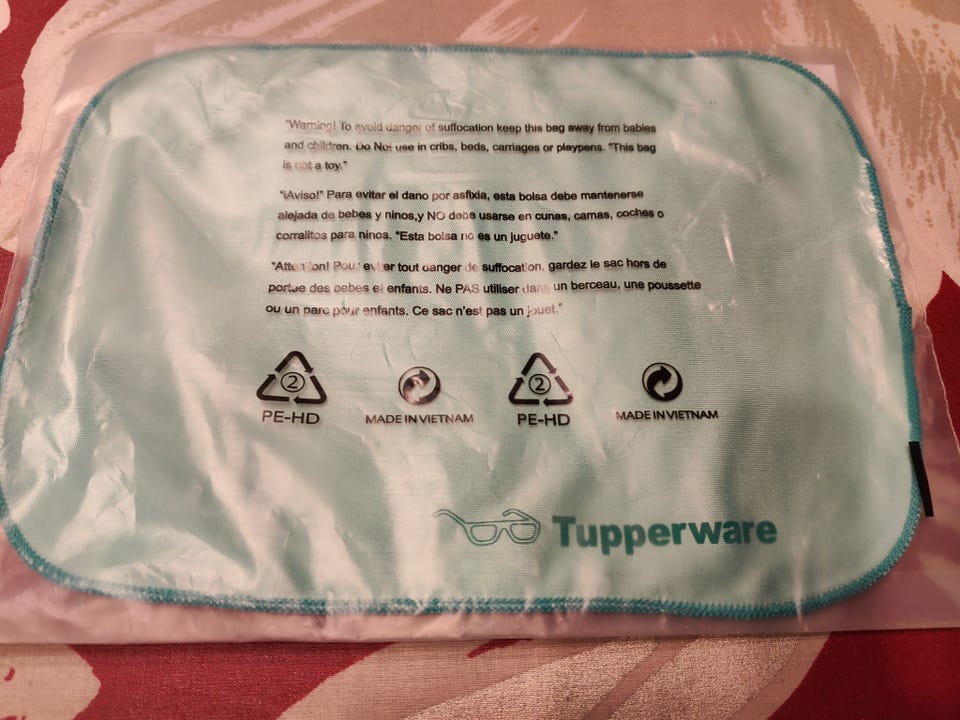 "Warning! To avoid danger of suffocation keep this bag away from babies
and children. Do Not use in cribs, beds, carriages or playpens. "This bag
is not a toy."
"¡Aviso!" Para evitar el dano por asfixia, esta bolsa debe mantenerse
alejada de bebes y ninos,y NO debe usarse en cunas, camas, coches o
corralitos para ninos. "Esta bolsa no es un juguete."
"Attention! Pour eviter tout danger de suffocation, gardez le sac hors de
portee des bebes et enfants. Ne PAS utiliser dans un berceau, une poussette
ou un parc pour enfants. Ce sac n'est pas un jouet."
2 2
PE-HD MADE IN VIETNAM PE-HD MADE IN VIETNAM
Tupperware